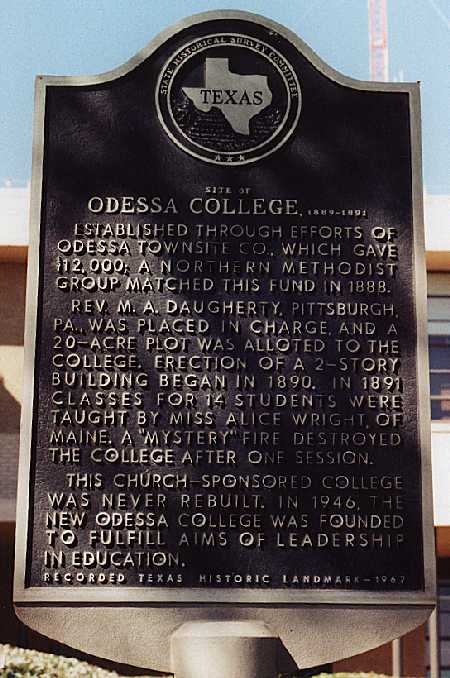 STATE HISTORICAL SURVEY COMMITTEE
TEXAS
SITE OF
ODESSA COLLEGE, 1889-1891
ESTABLISHED THROUGH EFFORTS OF
ODESSA TOWNSITE CO., WHICH GAVE
$12,000; A NORTHERN METHODIST
GROUP MATCHED THIS FUND IN 1888.
REV. M. A. DAUGHERTY, PITTSBURGH,
PA., WAS PLACED IN CHARGE, AND A
20-ACRE PLOT WAS ALLOTED TO THE
COLLEGE. ERECTION OF A 2-STORY
BUILDING BEGAN IN 1890. IN 1891
CLASSES FOR 14 STUDENTS WERE
TAUGHT BY MISS ALICE WRIGHT, OF
MAINE. A "MYSTERY" FIRE DESTROYED
THE COLLEGE AFTER ONE SESSION.
THIS CHURCH-SPONSORED COLLEGE
WAS NEVER REBUILT. IN 1946, THE
NEW ODESSA COLLEGE WAS FOUNDED
TO FULFILL AIMS OF LEADERSHIP
IN EDUCATION.
RECORDED TEXAS HISTORIC LANDMARK-1967